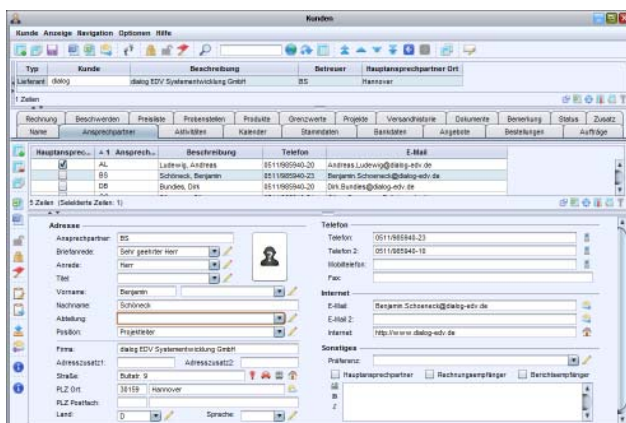 Kunden
Kunde Anzeige Navigation Optionen Hilfe
Typ Kunde Beschreibung Betreuer Hauptansprechpartner Ort
Lieferant dialog dialog EDV Systementwicklung GmbH BS Hannover
1 Zeilen
Rechnung Beschwerden Preisliste Probenstellen Produkte Grenzwerte Projekte Versandhistorie Dokumente Bemerkung Status Zusatz
Name Ansprechpartner Aktivitäten Kalender Stammdaten Bankdaten Angebote Bestellungen Aufträge
Hauptansprec... 1 Ansprech... Beschreibung Telefon E-Mail
AL Ludewig, Andreas 0511/985940-20 Andreas.Ludewig@dialog-edv.de
BS Schöneck, Benjamin 0511/985940-23 Benjamin.Schoeneck@dialog-edv.de
DB Bundies, Dirk 0511/985940-20 Dirk.Bundies@dialog-edv.de
5 Zeilen (Selektierte Zeilen: 1)
Adresse
Ansprechpartner: BS
Briefanrede: Sehr geehrter Herr
Anrede: Herr
Titel:
Vorname: Benjamin
Nachname: Schöneck
Abteilung:
Position: Projektleiter
Firma: dialog EDV Systementwicklung GmbH
Adresszusatz1: Adresszusatz2:
Straße: Bultstr. 9
PLZ Ort: 30159 Hannover
PLZ Postfach:
Land: D Sprache:
Telefon
Telefon: 0511/985940-23
Telefon 2: 0511/985940-10
Mobiltelefon:
Fax:
Internet
E-Mail: Benjamin.Schoeneck@dialog-edv.de
E-Mail 2:
Internet: http://www.dialog-edv.de
Sonstiges
Präferenz:
Hauptansprechpartner Rechnungsempfänger Berichtsempfänger